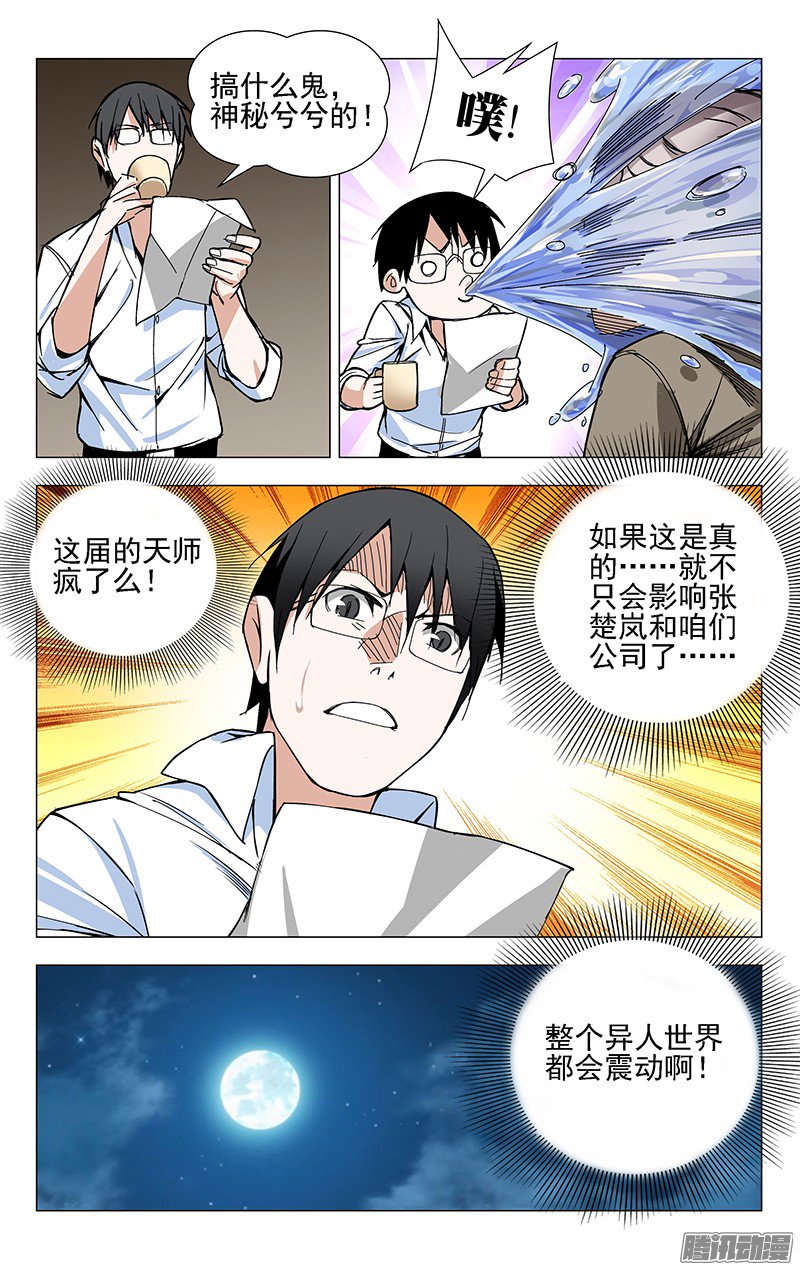 搞什么鬼，
神秘兮兮的！
噗！
这届的天师
疯了么！
如果这是真
的……就不
只会影响张
楚岚和咱们
公司了……
整个异人世界
都会震动啊！
腾讯动漫